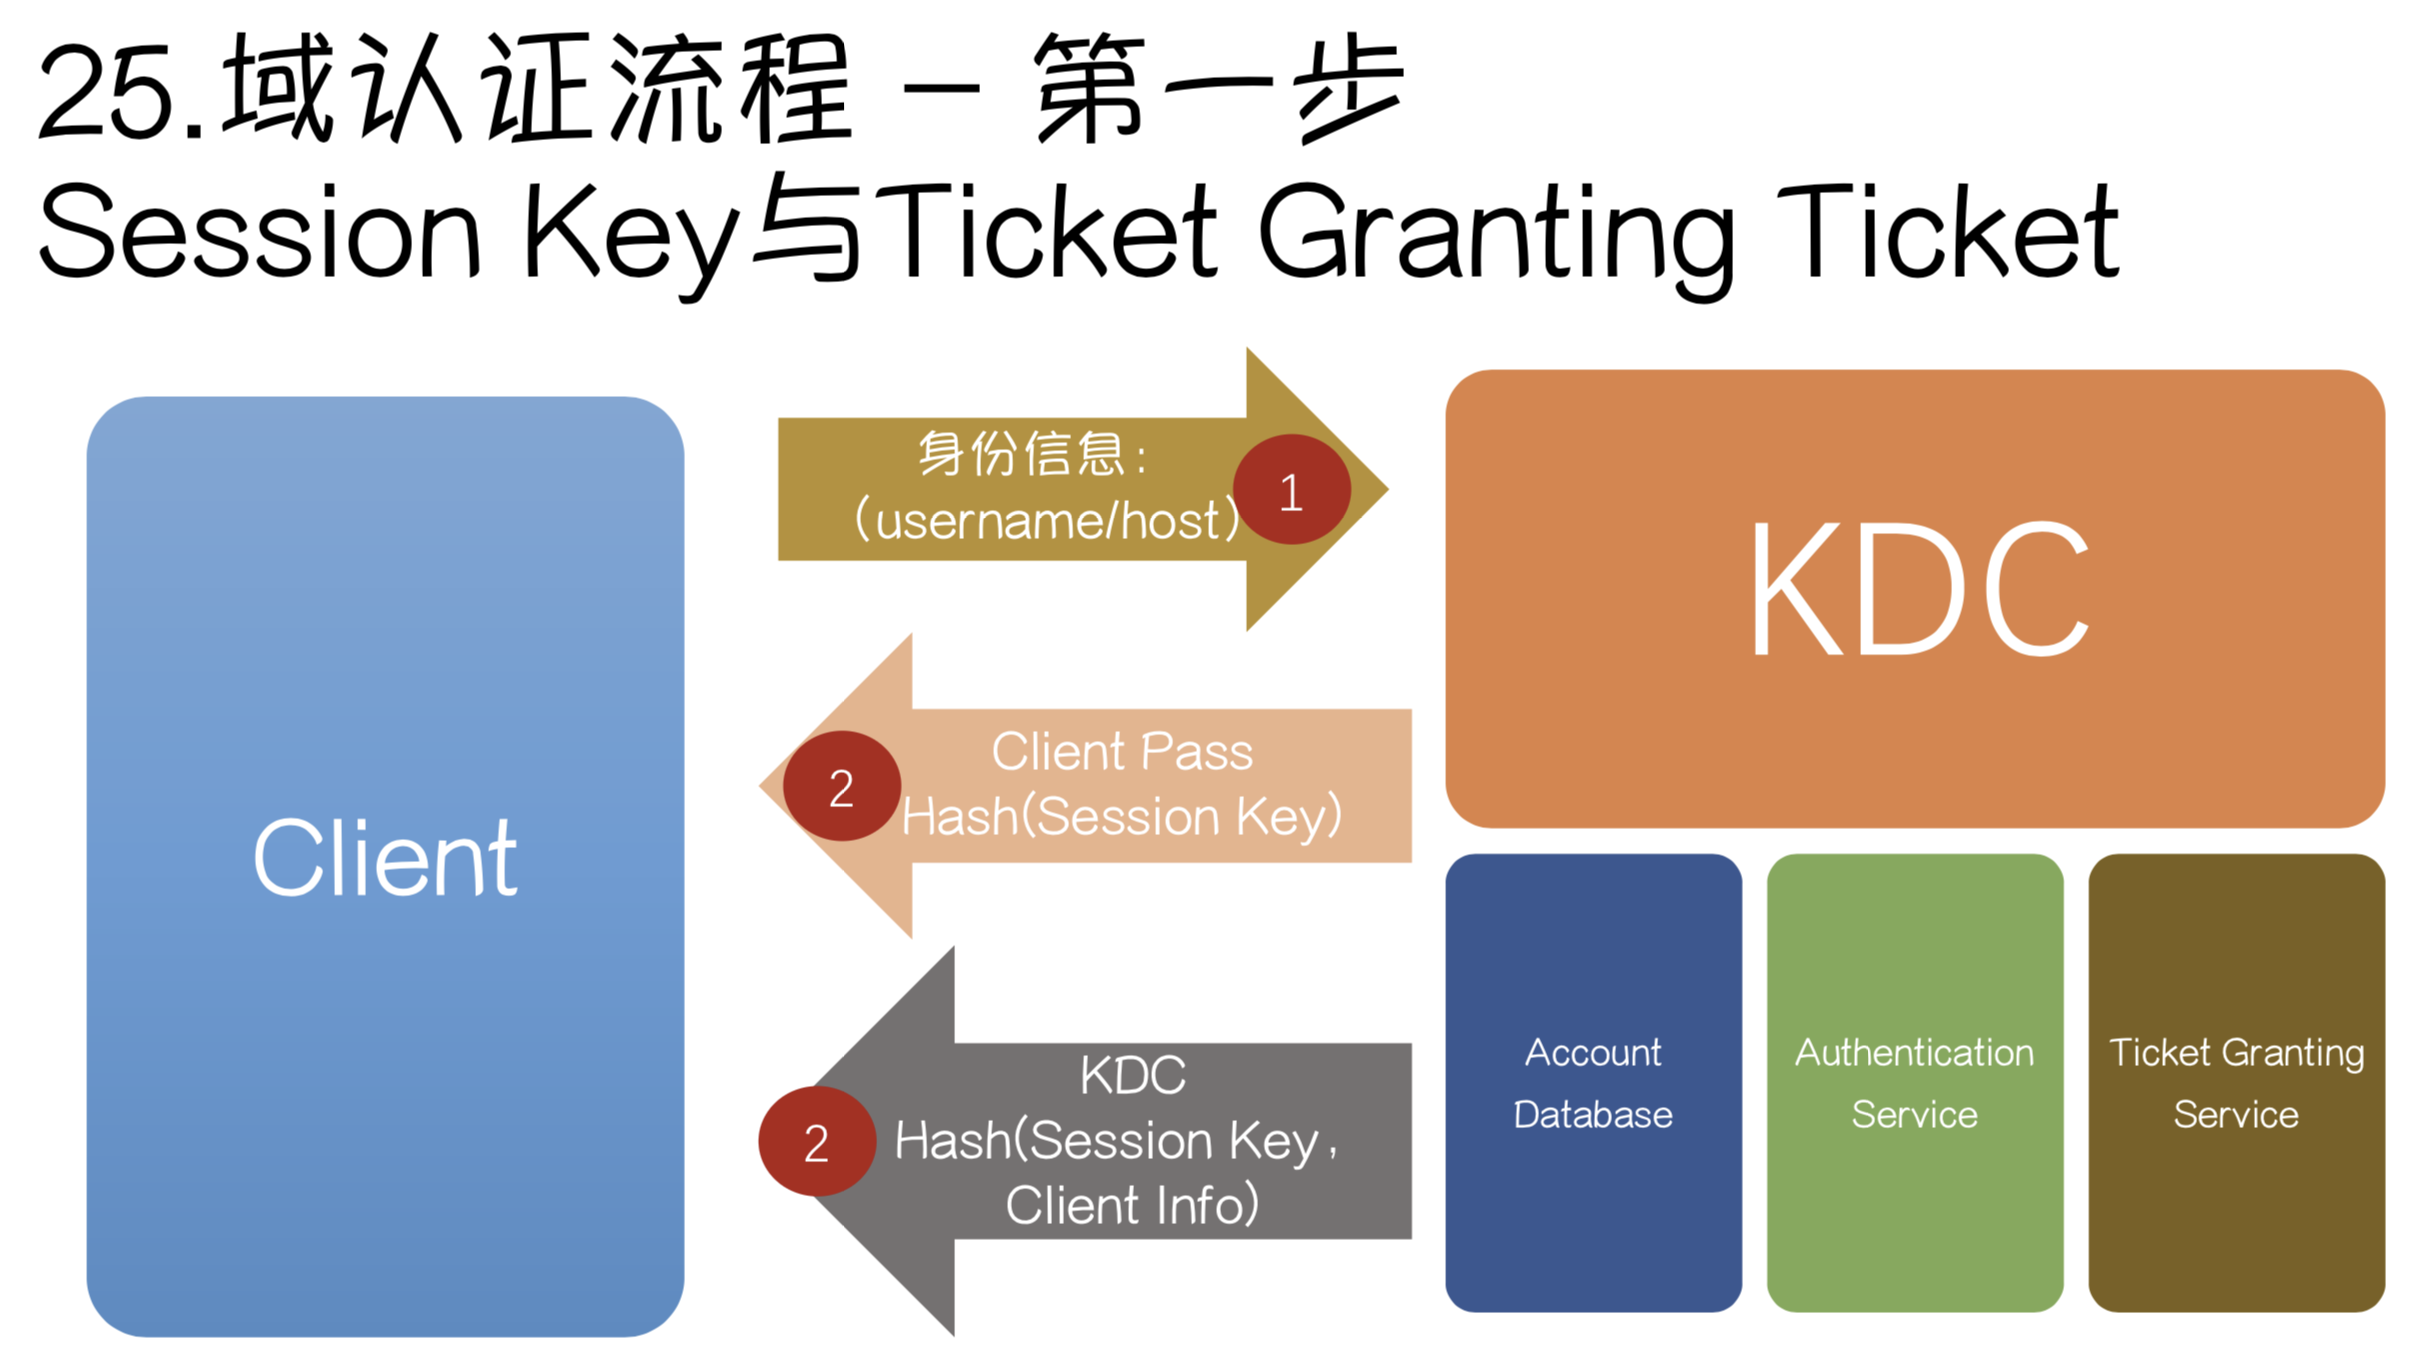 25.域认证流程 – 第一步
Session Key与Ticket Granting Ticket
身份信息：
（username/host）
1
KDC
Client Pass
Hash(Session Key)
2
Client
KDC
Hash(Session Key，
Client Info)
2
Account
Database
Authentication
Service
Ticket Granting
Service